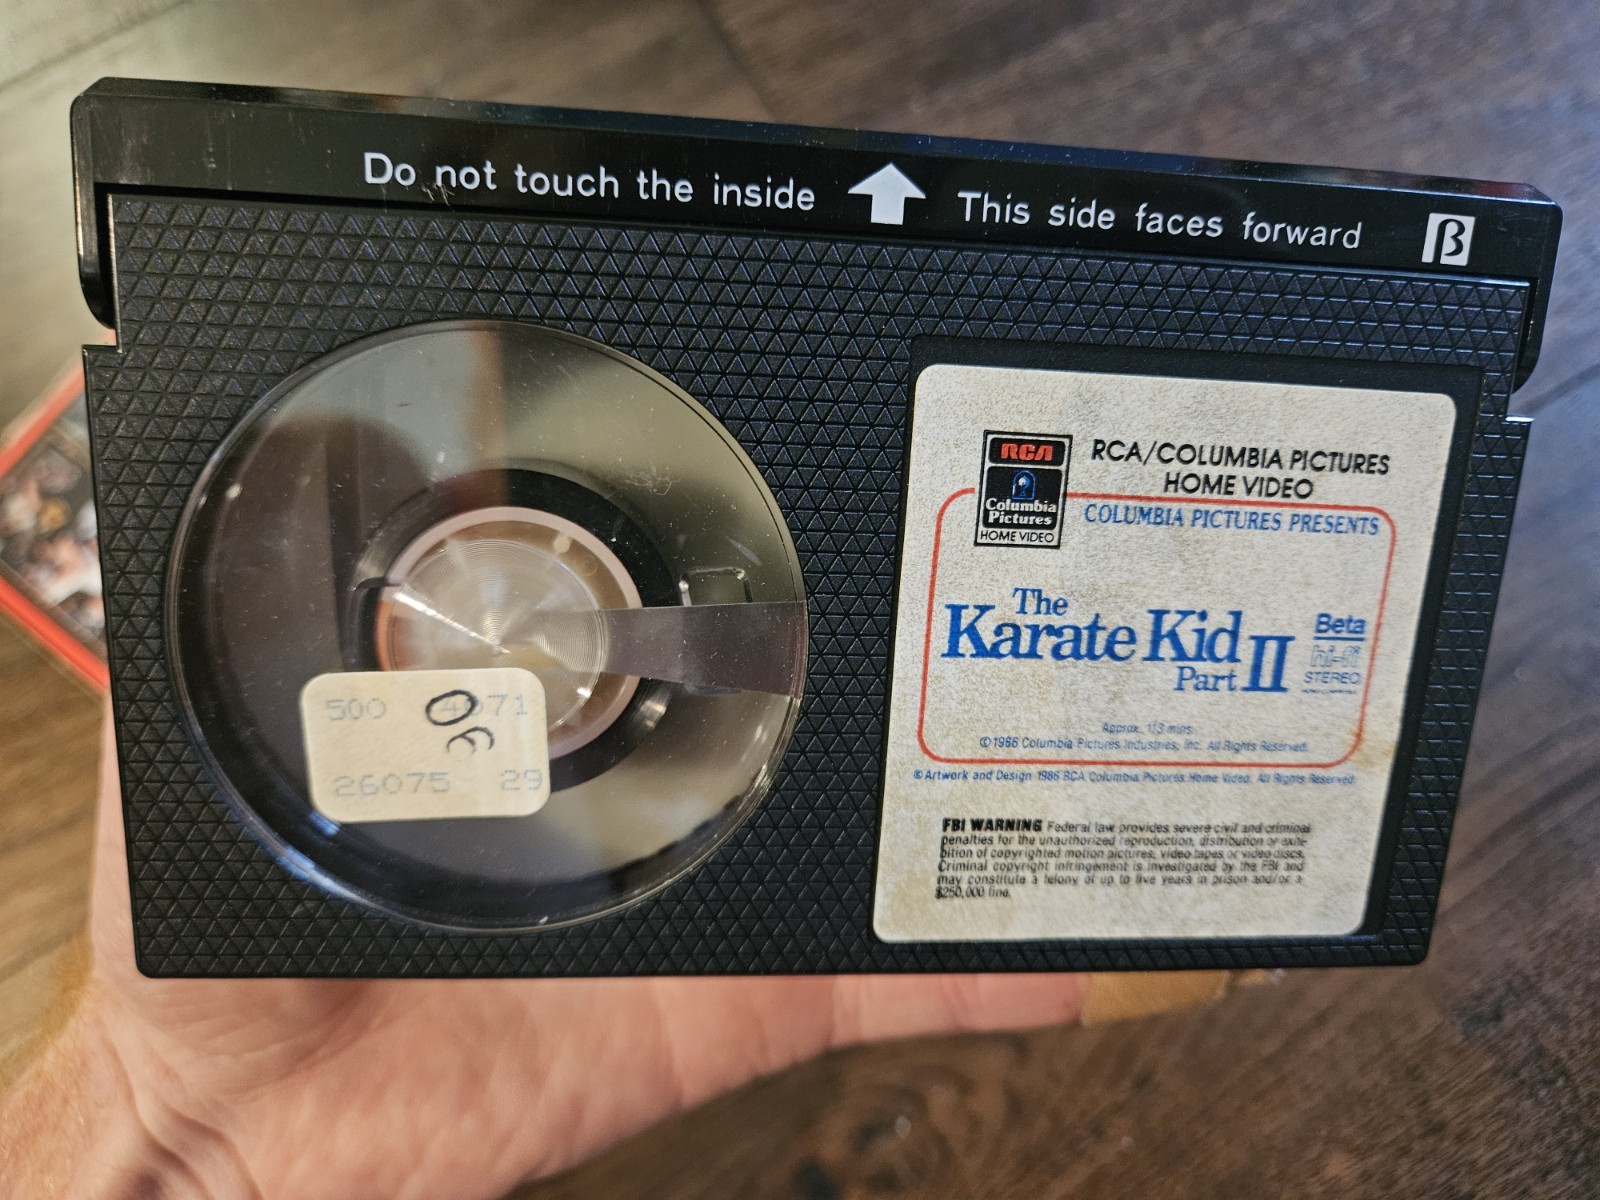 Do not touch the inside This side faces forward β
RCA
Columbia
Pictures
HOME VIDEO
RCA/COLUMBIA PICTURES
HOME VIDEO
COLUMBIA PICTURES PRESENTS
The
Karate Kid
Part II
Beta
hi-fi
STEREO
Approx. 113 mins.
©1986 Columbia Pictures Industries, Inc. All Rights Reserved.
©Artwork and Design 1986 RCA Columbia Pictures Home Video. All Rights Reserved.
FBI WARNING Federal law provides severe civil and criminal
penalties for the unauthorized reproduction, distribution or exhi-
bition of copyrighted motion pictures, video tapes or video discs.
Criminal copyright infringement is investigated by the FBI and
may constitute a felony of up to five years in prison and/or a
$250,000 fine.
500 71
26075 29